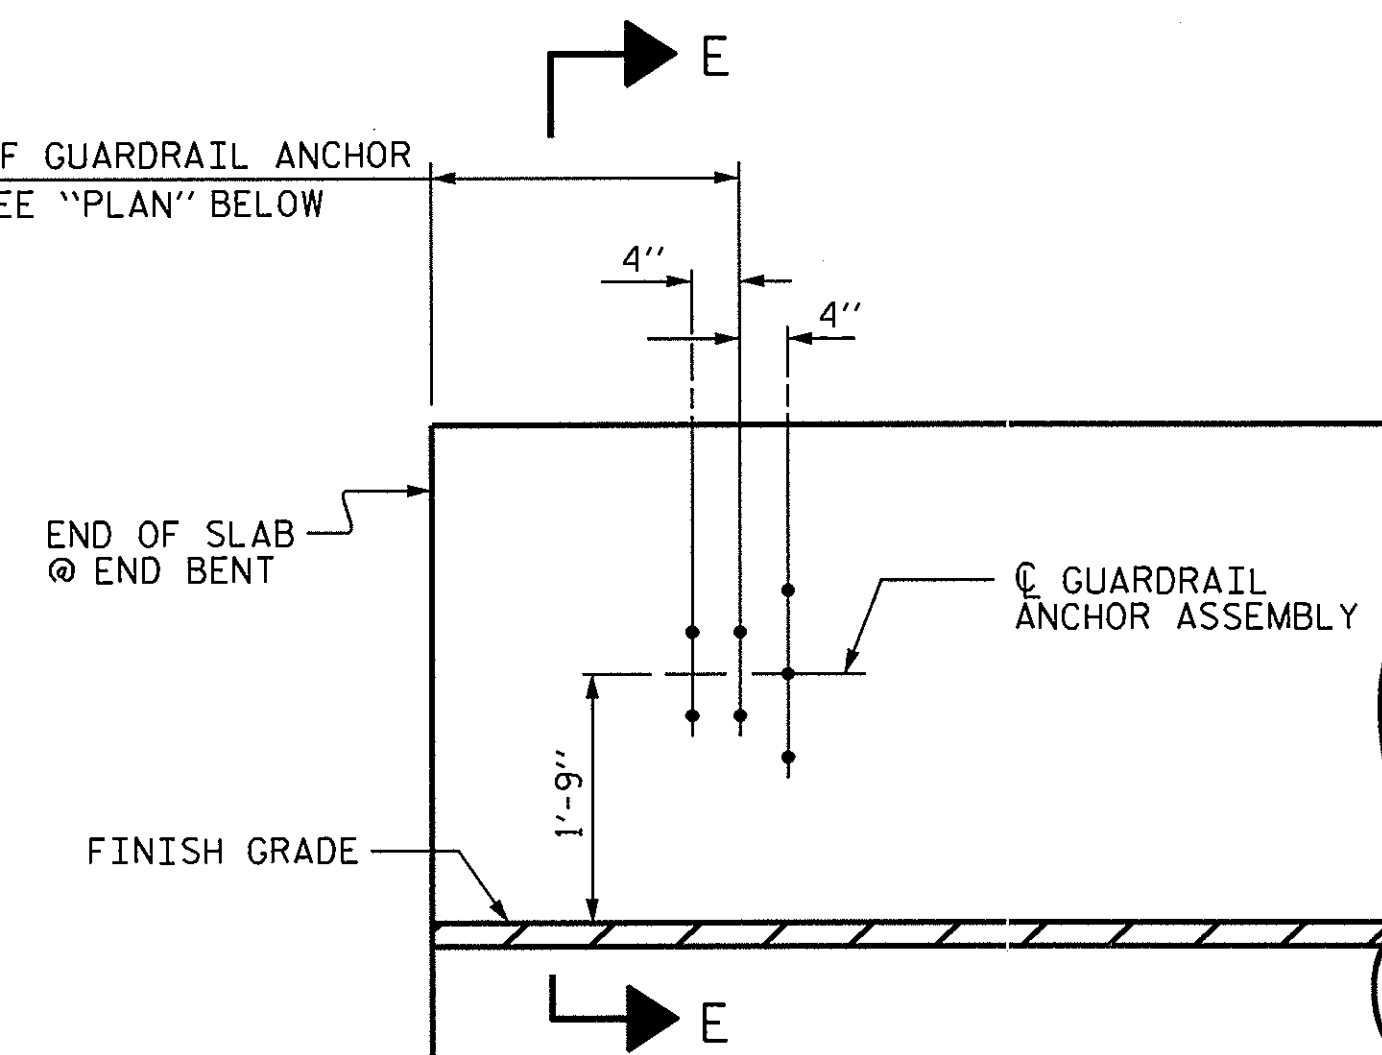 E
F GUARDRAIL ANCHOR
EE "PLAN" BELOW
4"
4"
END OF SLAB
@ END BENT
℄ GUARDRAIL
ANCHOR ASSEMBLY
1'-9"
FINISH GRADE
E